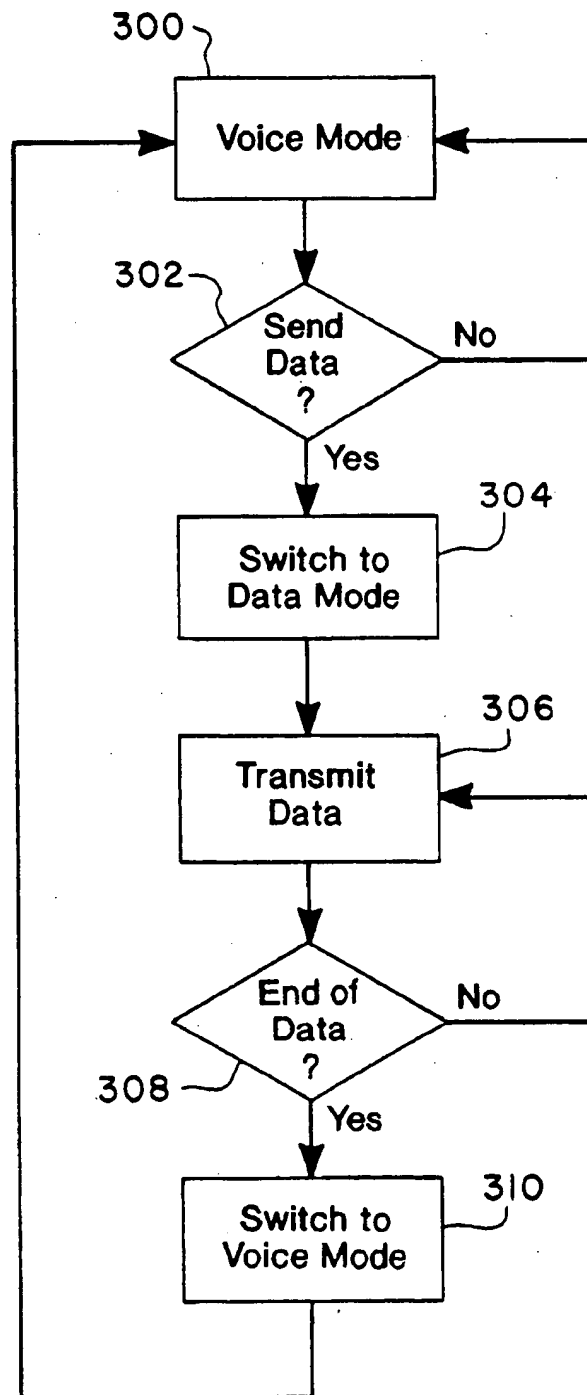 300
Voice Mode
302
Send
Data
?
No
Yes
304
Switch to
Data Mode
306
Transmit
Data
End of
Data
?
No
308
Yes
310
Switch to
Voice Mode